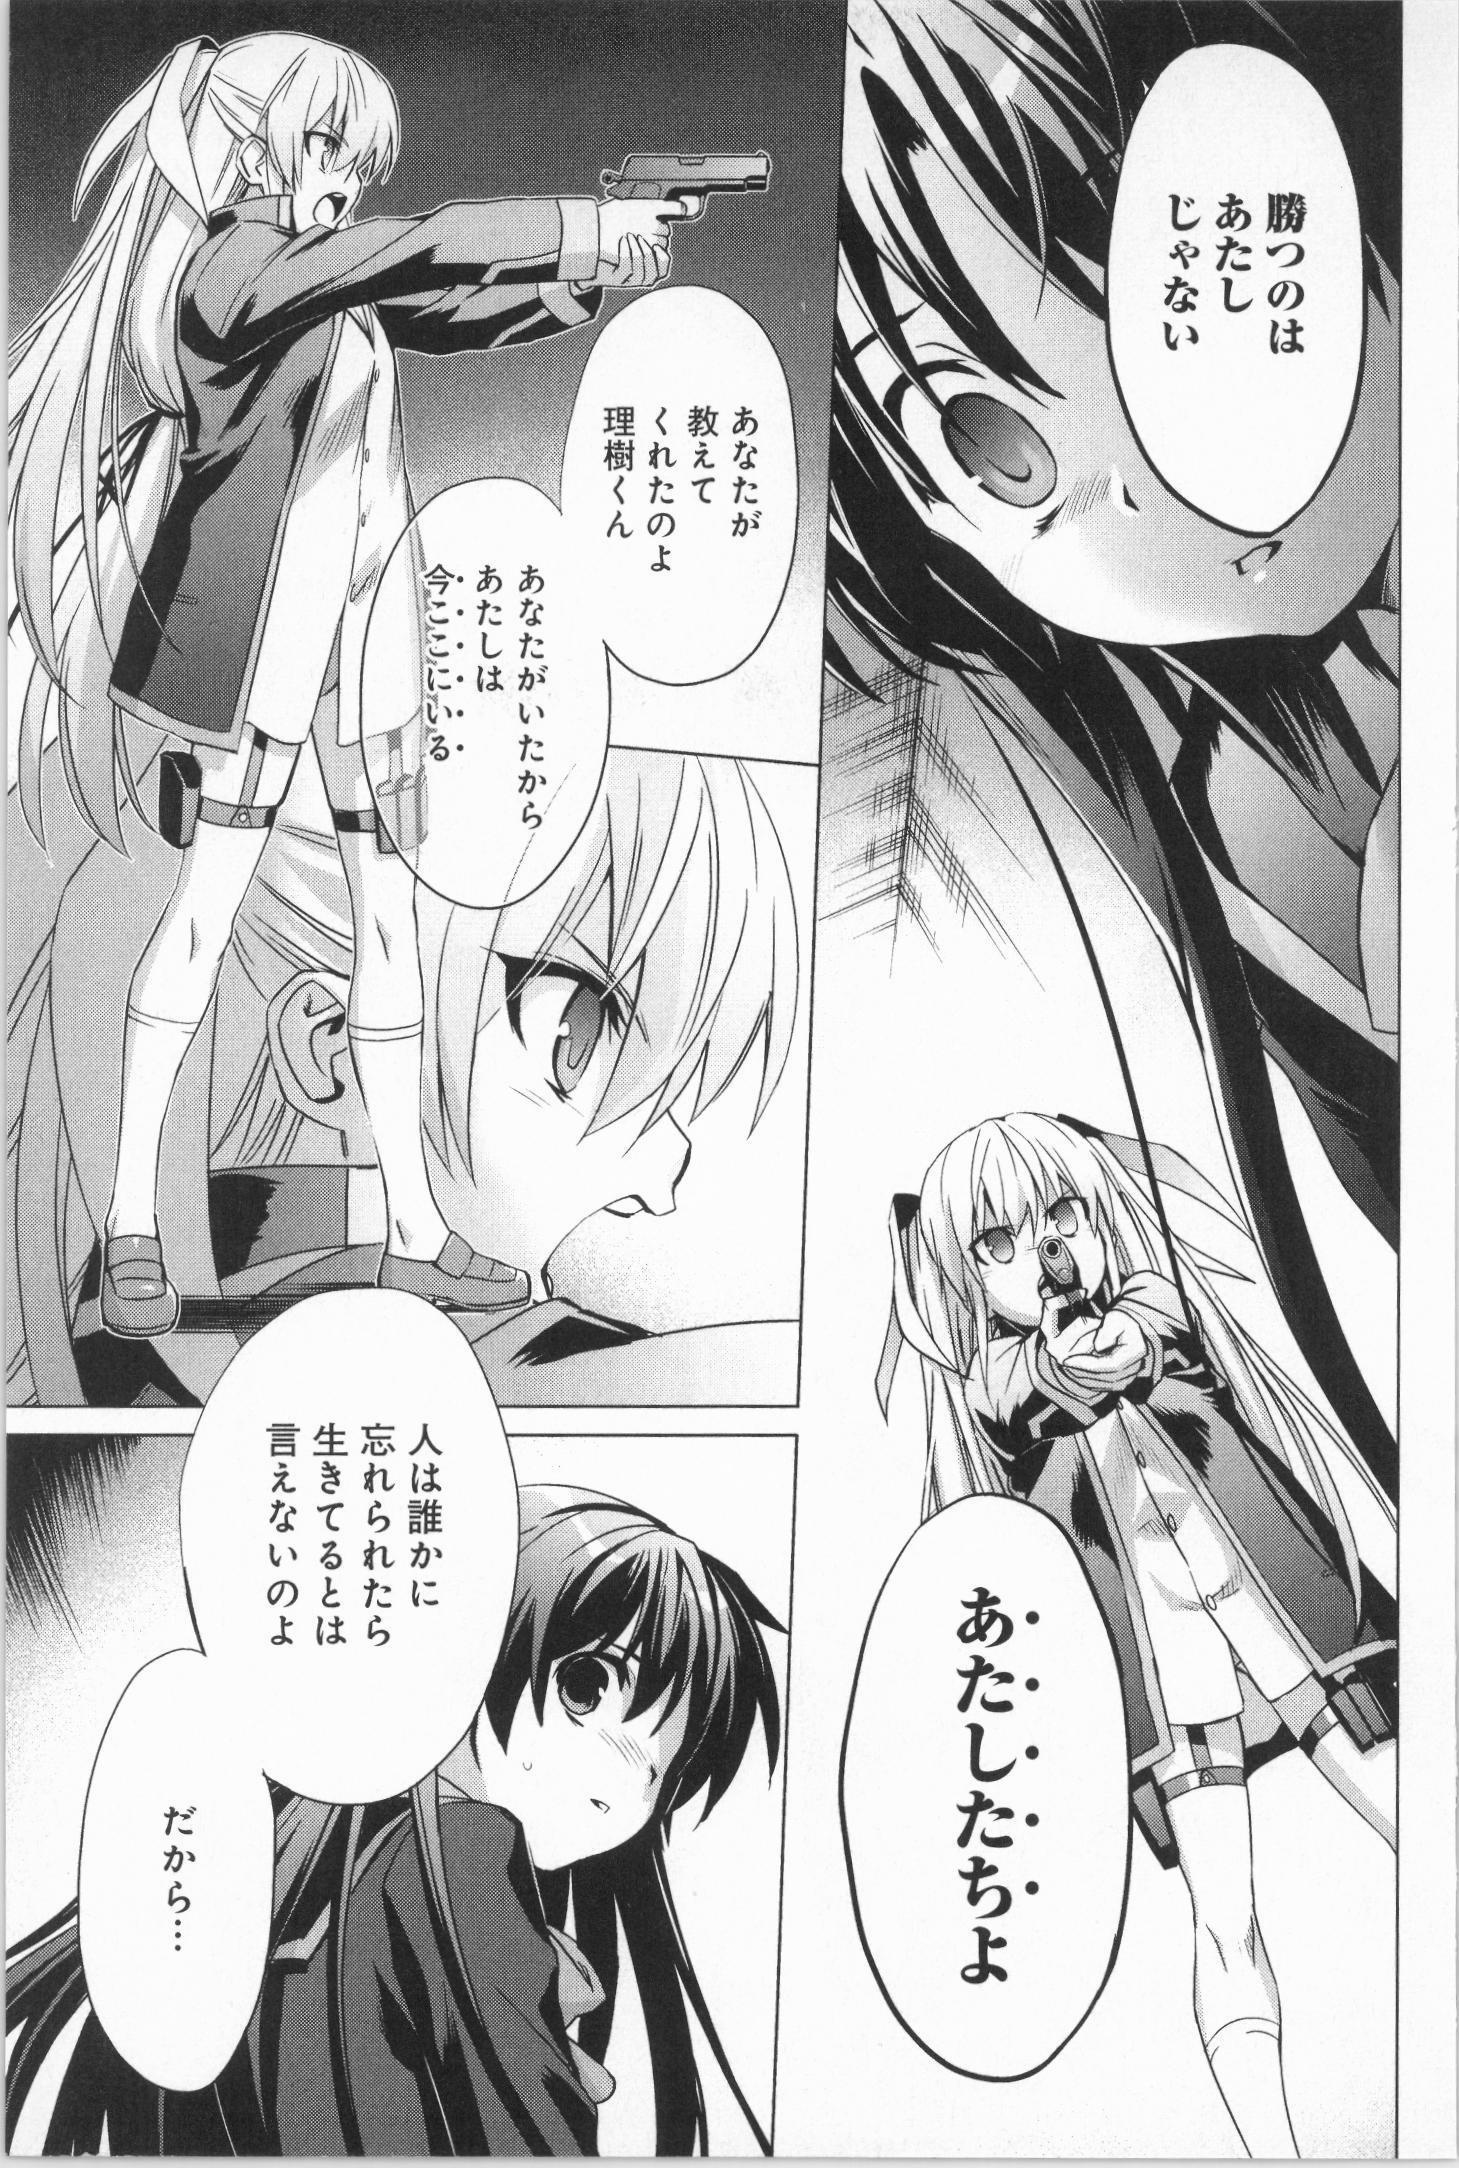 勝つのは
あたし
じゃない
あたしたちよ
あなたが
教えて
くれたのよ
理樹くん
あなたがいたから
あたしは
今ここにいる
人は誰かに
忘れられたら
生きてるとは
言えないのよ
だから…